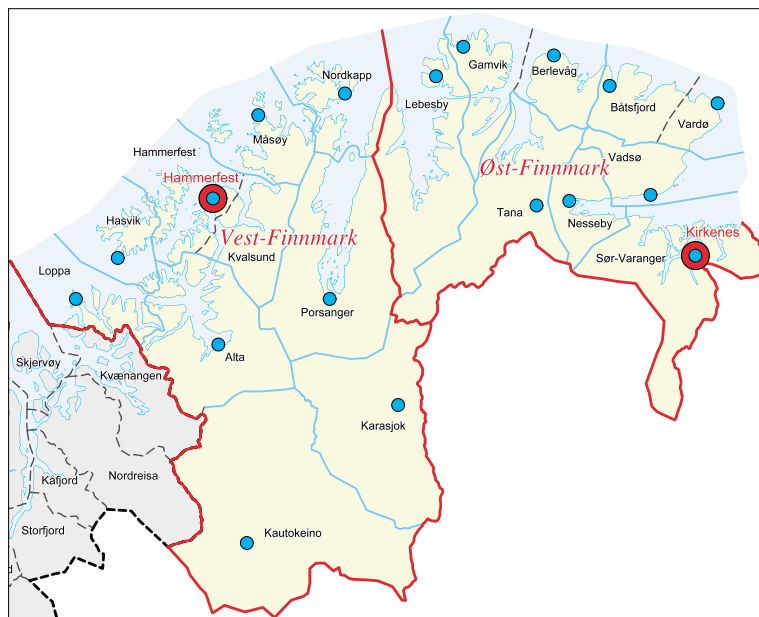 Nordkapp
Gamvik
Berlevåg
Lebesby
Båtsfjord
Måsøy
Vardø
Hammerfest
Vadsø
Hammerfest
Øst-Finnmark
Hasvik
Tana
Nesseby
Vest-Finnmark
Kirkenes
Kvalsund
Sør-Varanger
Loppa
Porsanger
Alta
Skjervøy
Kvænangen
Karasjok
Nordreisa
Kåfjord
Storfjord
Kautokeino
d